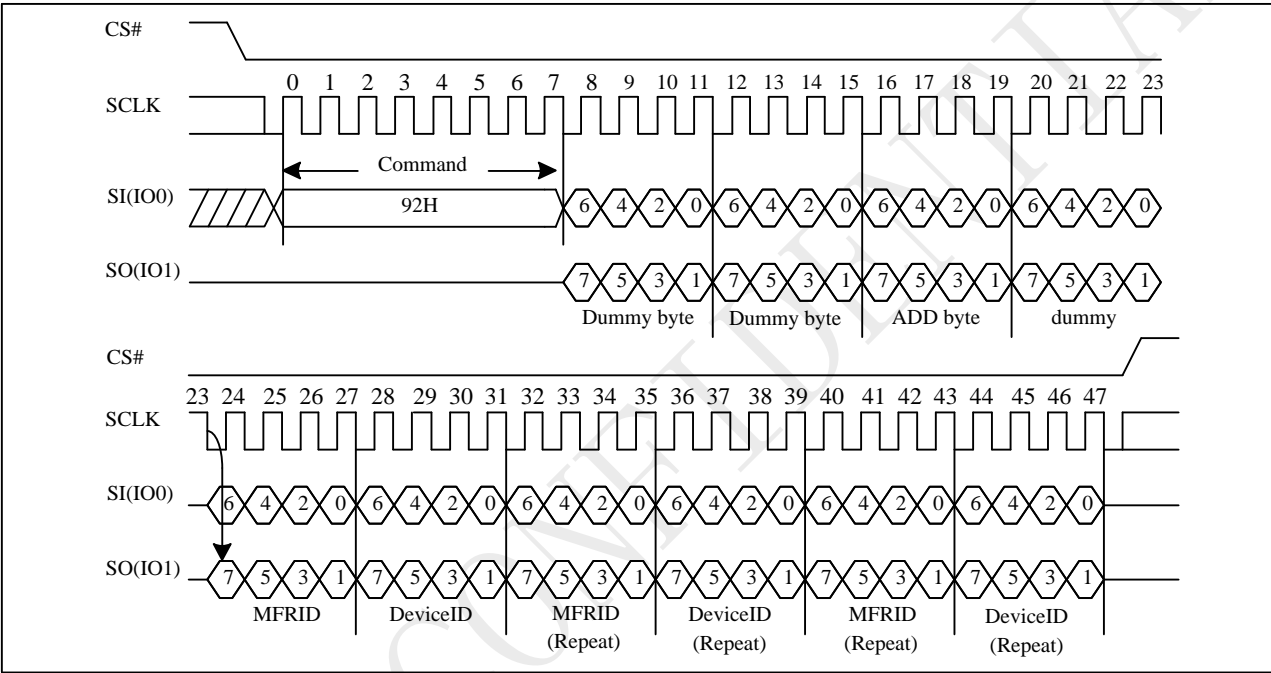 CS#
0 1 2 3 4 5 6 7 8 9 10 11 12 13 14 15 16 17 18 19 20 21 22 23
SCLK
Command
SI(IO0)
92H
6 4 2 0 6 4 2 0 6 4 2 0 6 4 2 0
SO(IO1)
7 5 3 1 7 5 3 1 7 5 3 1 7 5 3 1
Dummy byte Dummy byte ADD byte dummy
CS#
23 24 25 26 27 28 29 30 31 32 33 34 35 36 37 38 39 40 41 42 43 44 45 46 47
SCLK
SI(IO0)
6 4 2 0 6 4 2 0 6 4 2 0 6 4 2 0 6 4 2 0 6 4 2 0
SO(IO1)
7 5 3 1 7 5 3 1 7 5 3 1 7 5 3 1 7 5 3 1 7 5 3 1
MFRID DeviceID MFRID DeviceID MFRID DeviceID
(Repeat) (Repeat) (Repeat) (Repeat)
CONFIDENTIA